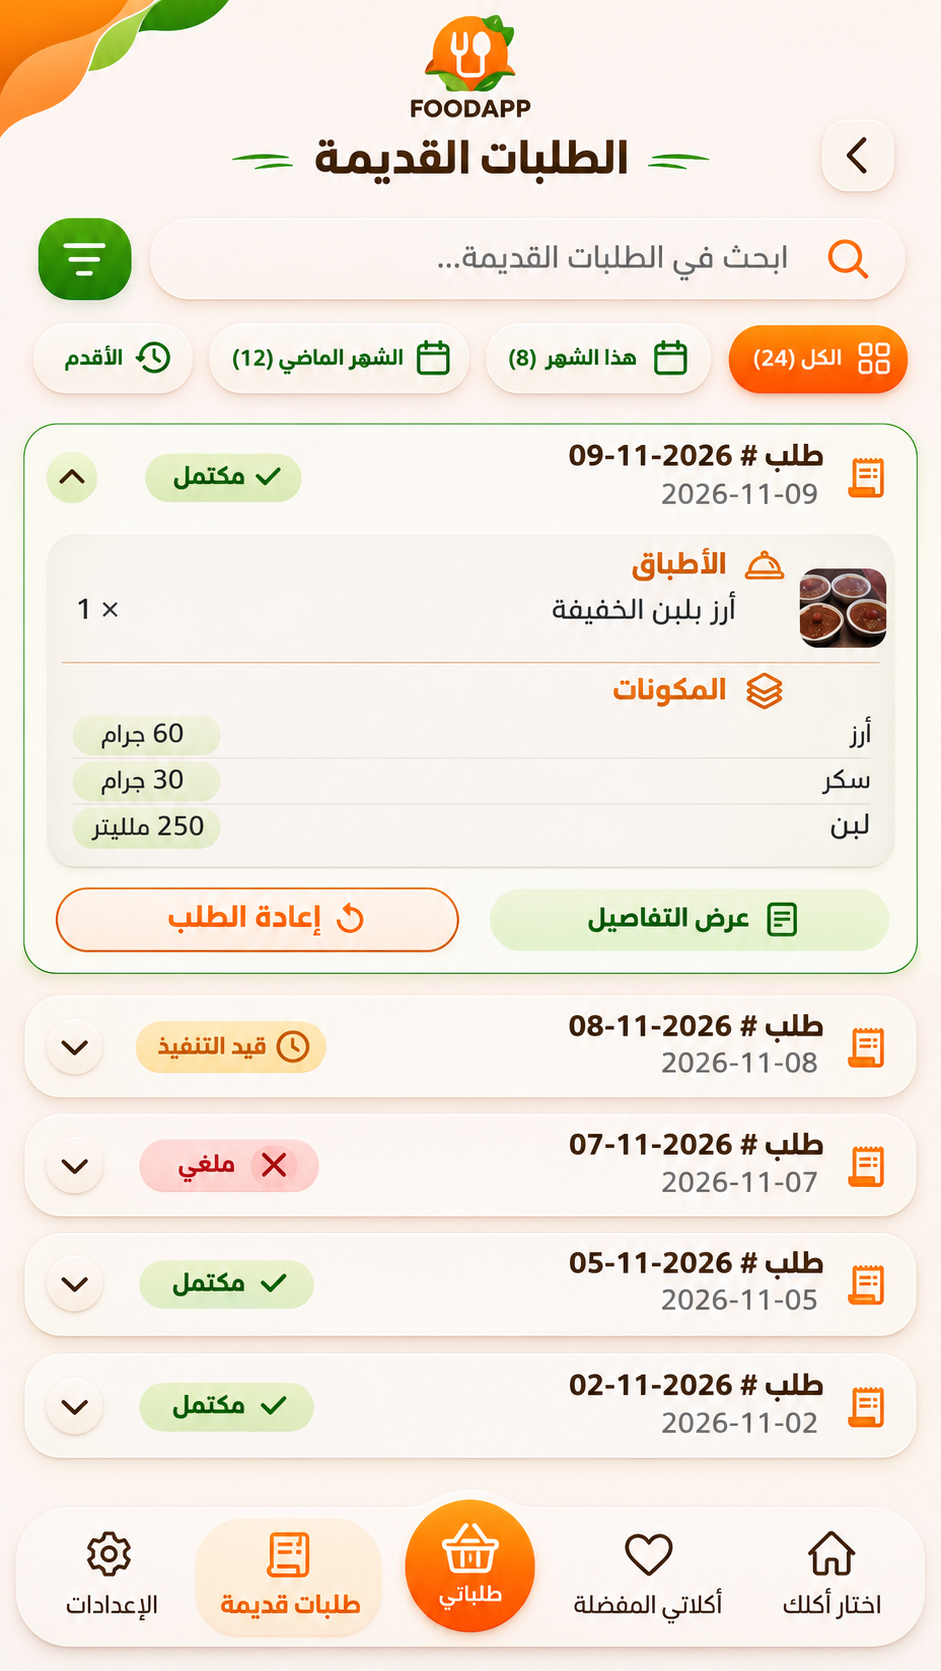 FOODAPP
الطلبات القديمة
ابحث في الطلبات القديمة...
الكل (24)
هذا الشهر (8)
الشهر الماضي (12)
الأقدم
طلب # 2026-11-09
مكتمل
2026-11-09
الأطباق
أرز بلبن الخفيفة
× 1
المكونات
أرز
60 جرام
سكر
30 جرام
لبن
250 ملليتر
عرض التفاصيل
إعادة الطلب
طلب # 2026-11-08
قيد التنفيذ
2026-11-08
طلب # 2026-11-07
ملغي
2026-11-07
طلب # 2026-11-05
مكتمل
2026-11-05
طلب # 2026-11-02
مكتمل
2026-11-02
اختار أكلك
أكلاتي المفضلة
طلباتي
طلبات قديمة
الإعدادات